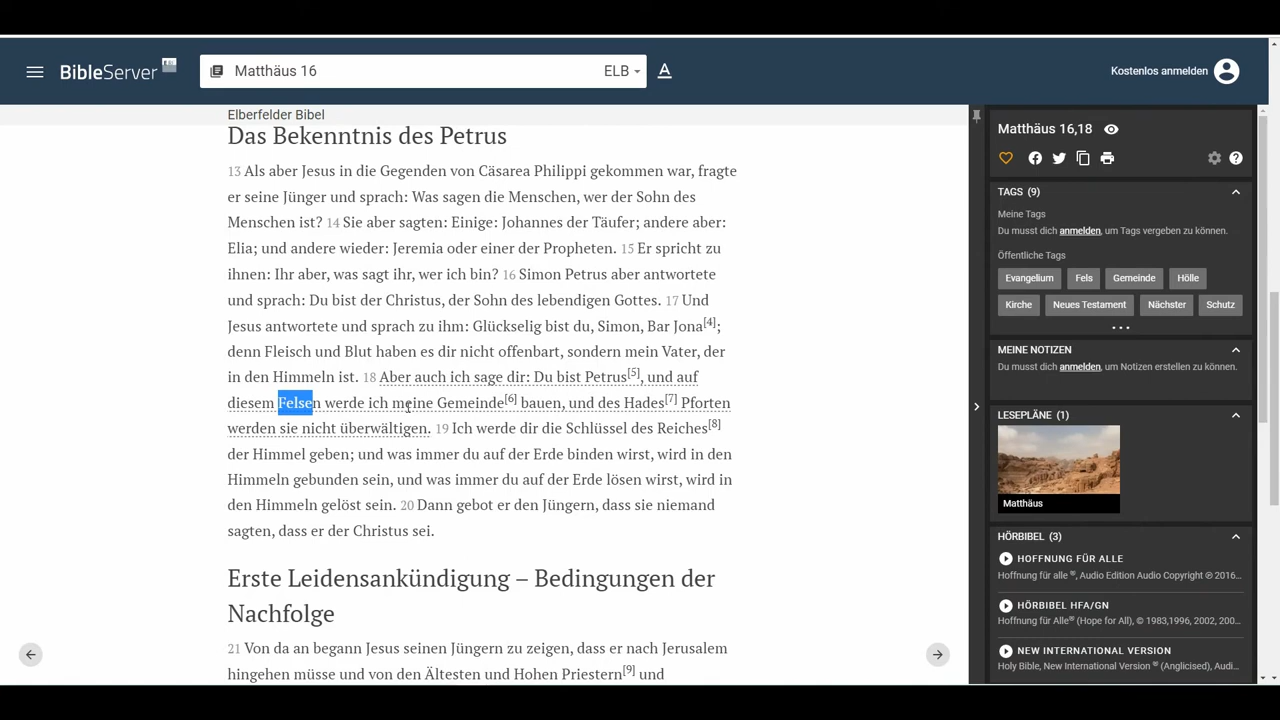 BibleServer
Matthäus 16
ELB
A
Kostenlos anmelden
Elberfelder Bibel
Das Bekenntnis des Petrus
13 Als aber Jesus in die Gegenden von Cäsarea Philippi gekommen war, fragte
er seine Jünger und sprach: Was sagen die Menschen, wer der Sohn des
Menschen ist? 14 Sie aber sagten: Einige: Johannes der Täufer; andere aber:
Elia; und andere wieder: Jeremia oder einer der Propheten. 15 Er spricht zu
ihnen: Ihr aber, was sagt ihr, wer ich bin? 16 Simon Petrus aber antwortete
und sprach: Du bist der Christus, der Sohn des lebendigen Gottes. 17 Und
Jesus antwortete und sprach zu ihm: Glückselig bist du, Simon, Bar Jona[4];
denn Fleisch und Blut haben es dir nicht offenbart, sondern mein Vater, der
in den Himmeln ist. 18 Aber auch ich sage dir: Du bist Petrus[5], und auf
diesem Felsen werde ich meine Gemeinde[6] bauen, und des Hades[7] Pforten
werden sie nicht überwältigen. 19 Ich werde dir die Schlüssel des Reiches[8]
der Himmel geben; und was immer du auf der Erde binden wirst, wird in den
Himmeln gebunden sein, und was immer du auf der Erde lösen wirst, wird in
den Himmeln gelöst sein. 20 Dann gebot er den Jüngern, dass sie niemand
sagten, dass er der Christus sei.
Erste Leidensankündigung – Bedingungen der
Nachfolge
21 Von da an begann Jesus seinen Jüngern zu zeigen, dass er nach Jerusalem
hingehen müsse und von den Ältesten und Hohen Priestern[9] und
Matthäus 16,18
TAGS (9)
Meine Tags
Du musst dich anmelden, um Tags vergeben zu können.
Öffentliche Tags
Evangelium Fels Gemeinde Hölle
Kirche Neues Testament Nächster Schutz
MEINE NOTIZEN
Du musst dich anmelden, um Notizen erstellen zu können.
LESEPLÄNE (1)
Matthäus
HÖRBIBEL (3)
HOFFNUNG FÜR ALLE
Hoffnung für alle ®, Audio Edition Audio Copyright ℗ 2016...
HÖRBIBEL HFA/GN
Hoffnung für Alle® (Hope for All), © 1983,1996, 2002, 200...
NEW INTERNATIONAL VERSION
Holy Bible, New International Version ® (Anglicised), Audi...